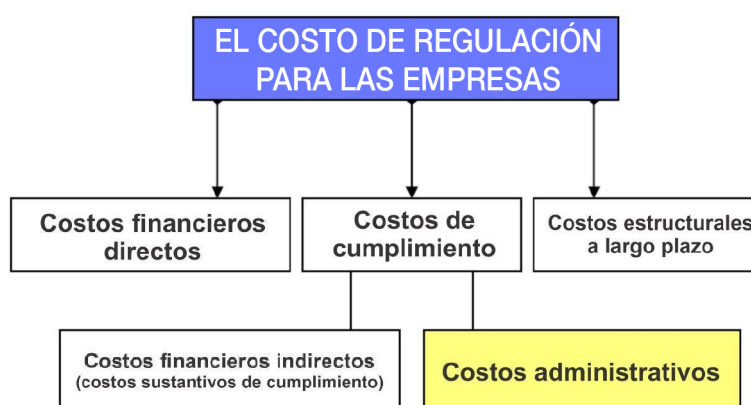 EL COSTO DE REGULACIÓN
PARA LAS EMPRESAS
Costos financieros
directos
Costos de
cumplimiento
Costos estructurales
a largo plazo
Costos financieros indirectos
(costos sustantivos de cumplimiento)
Costos administrativos